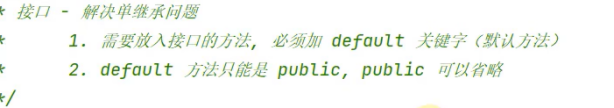 * 接口 - 解决单继承问题
* 1. 需要放入接口的方法, 必须加 default 关键字（默认方法）
* 2. default 方法只能是 public, public 可以省略
*/